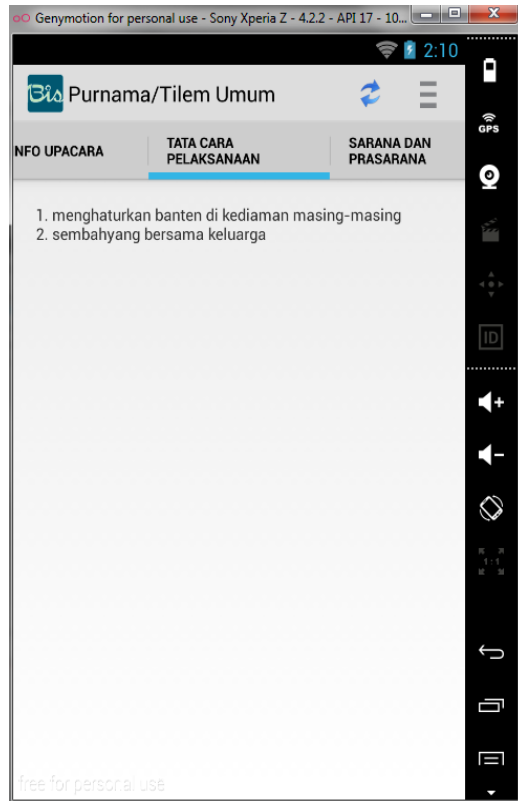 Genymotion for personal use - Sony Xperia Z - 4.2.2 - API 17 - 10...
2:10
Bis Purnama/Tilem Umum
NFO UPACARA
TATA CARA
PELAKSANAAN
SARANA DAN
PRASARANA
1. menghaturkan banten di kediaman masing-masing
2. sembahyang bersama keluarga
GPS
ID
1:1
free for personal use